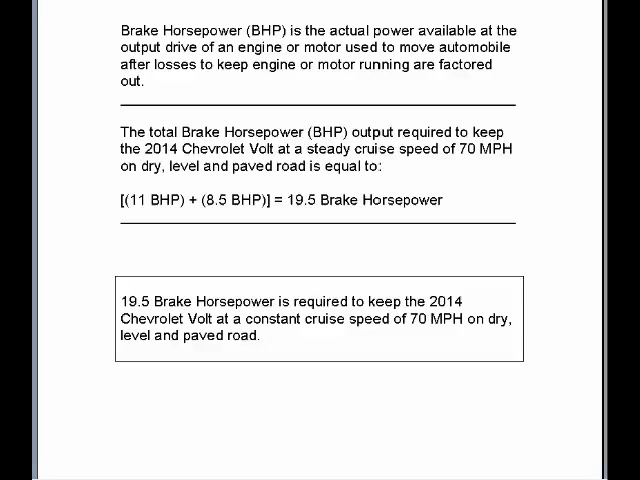 Brake Horsepower (BHP) is the actual power available at the
output drive of an engine or motor used to move automobile
after losses to keep engine or motor running are factored
out.
The total Brake Horsepower (BHP) output required to keep
the 2014 Chevrolet Volt at a steady cruise speed of 70 MPH
on dry, level and paved road is equal to:
[(11 BHP) + (8.5 BHP)] = 19.5 Brake Horsepower
19.5 Brake Horsepower is required to keep the 2014
Chevrolet Volt at a constant cruise speed of 70 MPH on dry,
level and paved road.